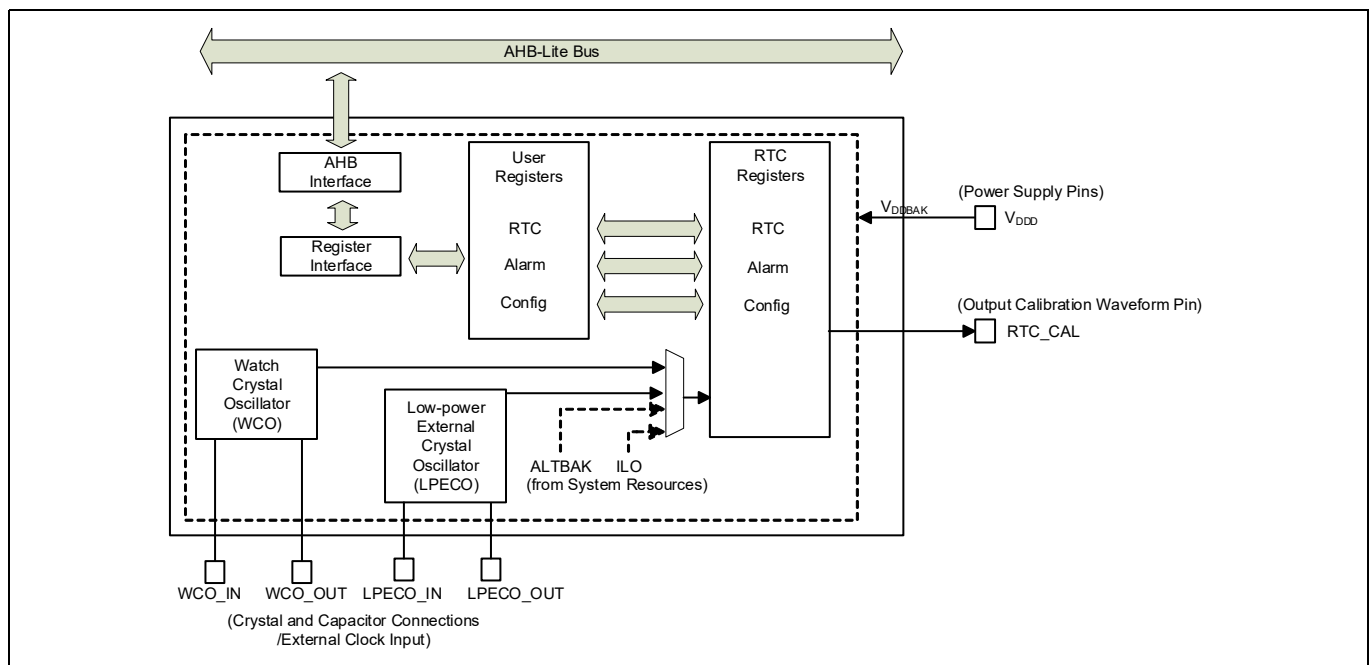 AHB-Lite Bus
AHB
Interface
Register
Interface
User
Registers
RTC
Alarm
Config
RTC
Registers
RTC
Alarm
Config
(Power Supply Pins)
VDDBAK
VDDD
(Output Calibration Waveform Pin)
RTC_CAL
Watch
Crystal
Oscillator
(WCO)
Low-power
External
Crystal
Oscillator
(LPECO)
ALTBAK ILO
(from System Resources)
WCO_IN WCO_OUT LPECO_IN LPECO_OUT
(Crystal and Capacitor Connections
/External Clock Input)